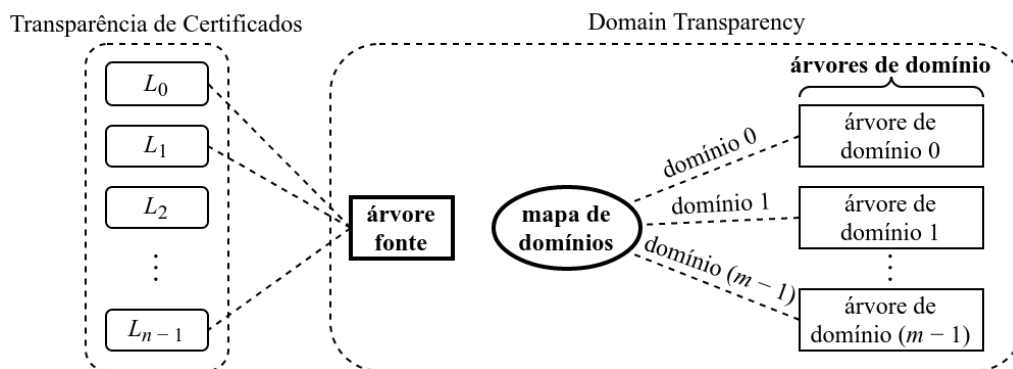 Transparência de Certificados
Domain Transparency
L0
L1
L2
⋮
Ln − 1
árvore
fonte
mapa de
domínios
domínio 0
domínio 1
domínio (m − 1)
árvores de domínio
árvore de
domínio 0
árvore de
domínio 1
⋮
árvore de
domínio (m − 1)